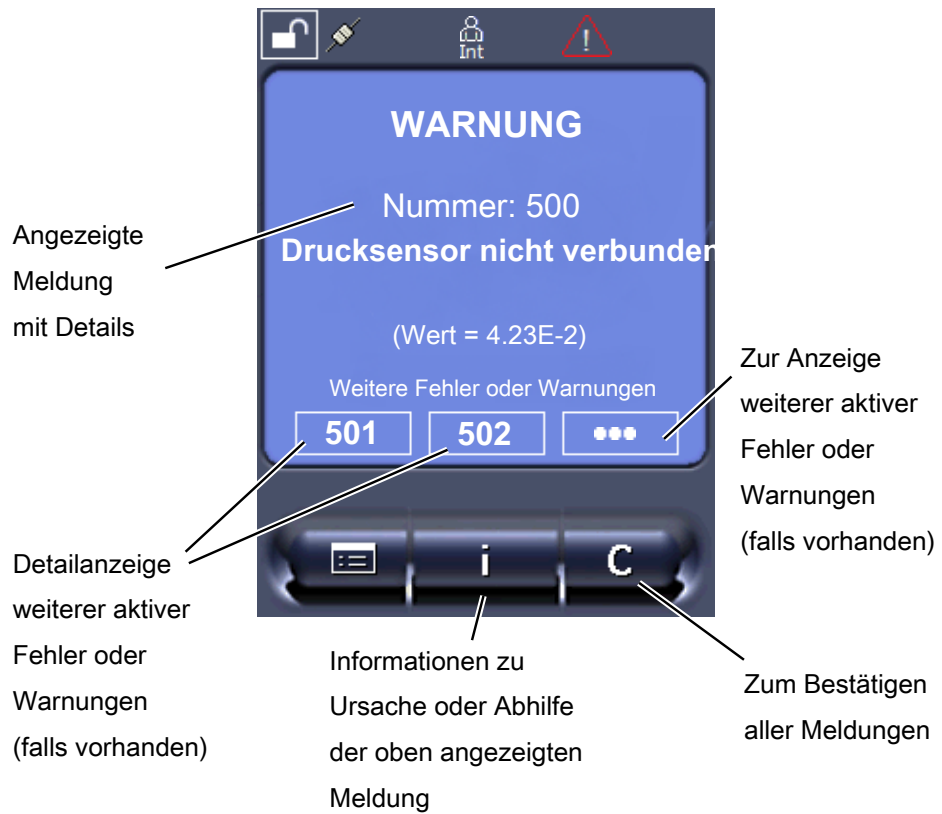 Int
!
WARNUNG
Nummer: 500
Drucksensor nicht verbunden
(Wert = 4.23E-2)
Weitere Fehler oder Warnungen
501
502
•••
i
C
Angezeigte
Meldung
mit Details
Zur Anzeige
weiterer aktiver
Fehler oder
Warnungen
(falls vorhanden)
Detailanzeige
weiterer aktiver
Fehler oder
Warnungen
(falls vorhanden)
Informationen zu
Ursache oder Abhilfe
der oben angezeigten
Meldung
Zum Bestätigen
aller Meldungen